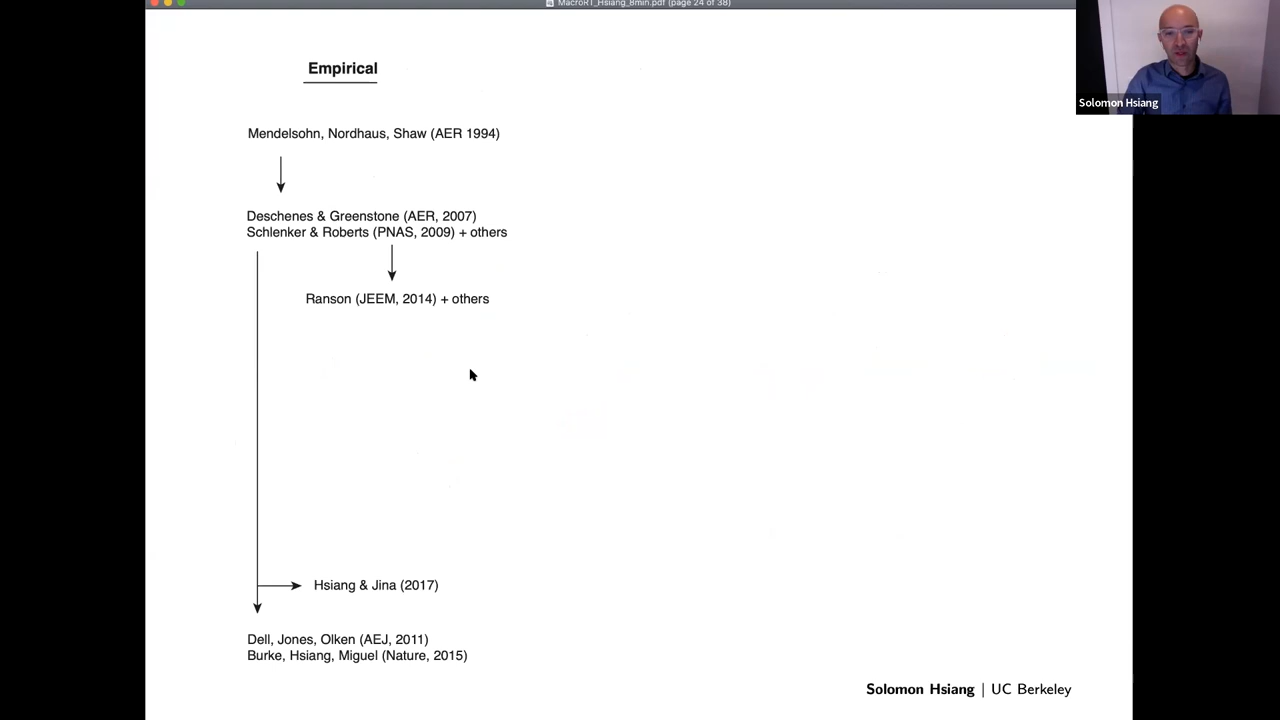 MacroRT_Hsiang_8min.pdf (page 24 of 38)
Solomon Hsiang
Empirical
Mendelsohn, Nordhaus, Shaw (AER 1994)
Deschenes & Greenstone (AER, 2007)
Schlenker & Roberts (PNAS, 2009) + others
Ranson (JEEM, 2014) + others
Hsiang & Jina (2017)
Dell, Jones, Olken (AEJ, 2011)
Burke, Hsiang, Miguel (Nature, 2015)
Solomon Hsiang | UC Berkeley